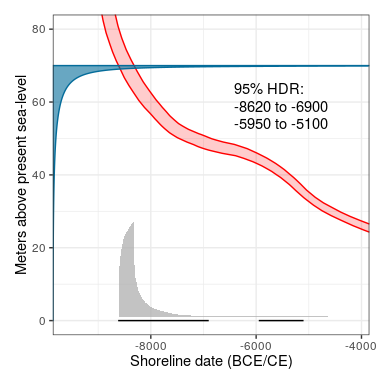 80
60
40
20
0
Meters above present sea-level
95% HDR:
-8620 to -6900
-5950 to -5100
-8000
-6000
-4000
Shoreline date (BCE/CE)